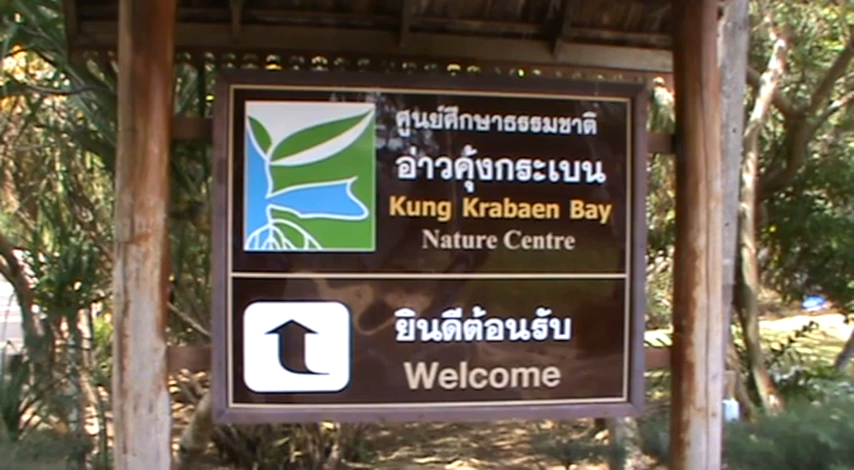 ศูนย์ศึกษาธรรมชาติ
อ่าวคุ้งกระเบน
Kung Krabaen Bay
Nature Centre
ยินดีต้อนรับ
Welcome